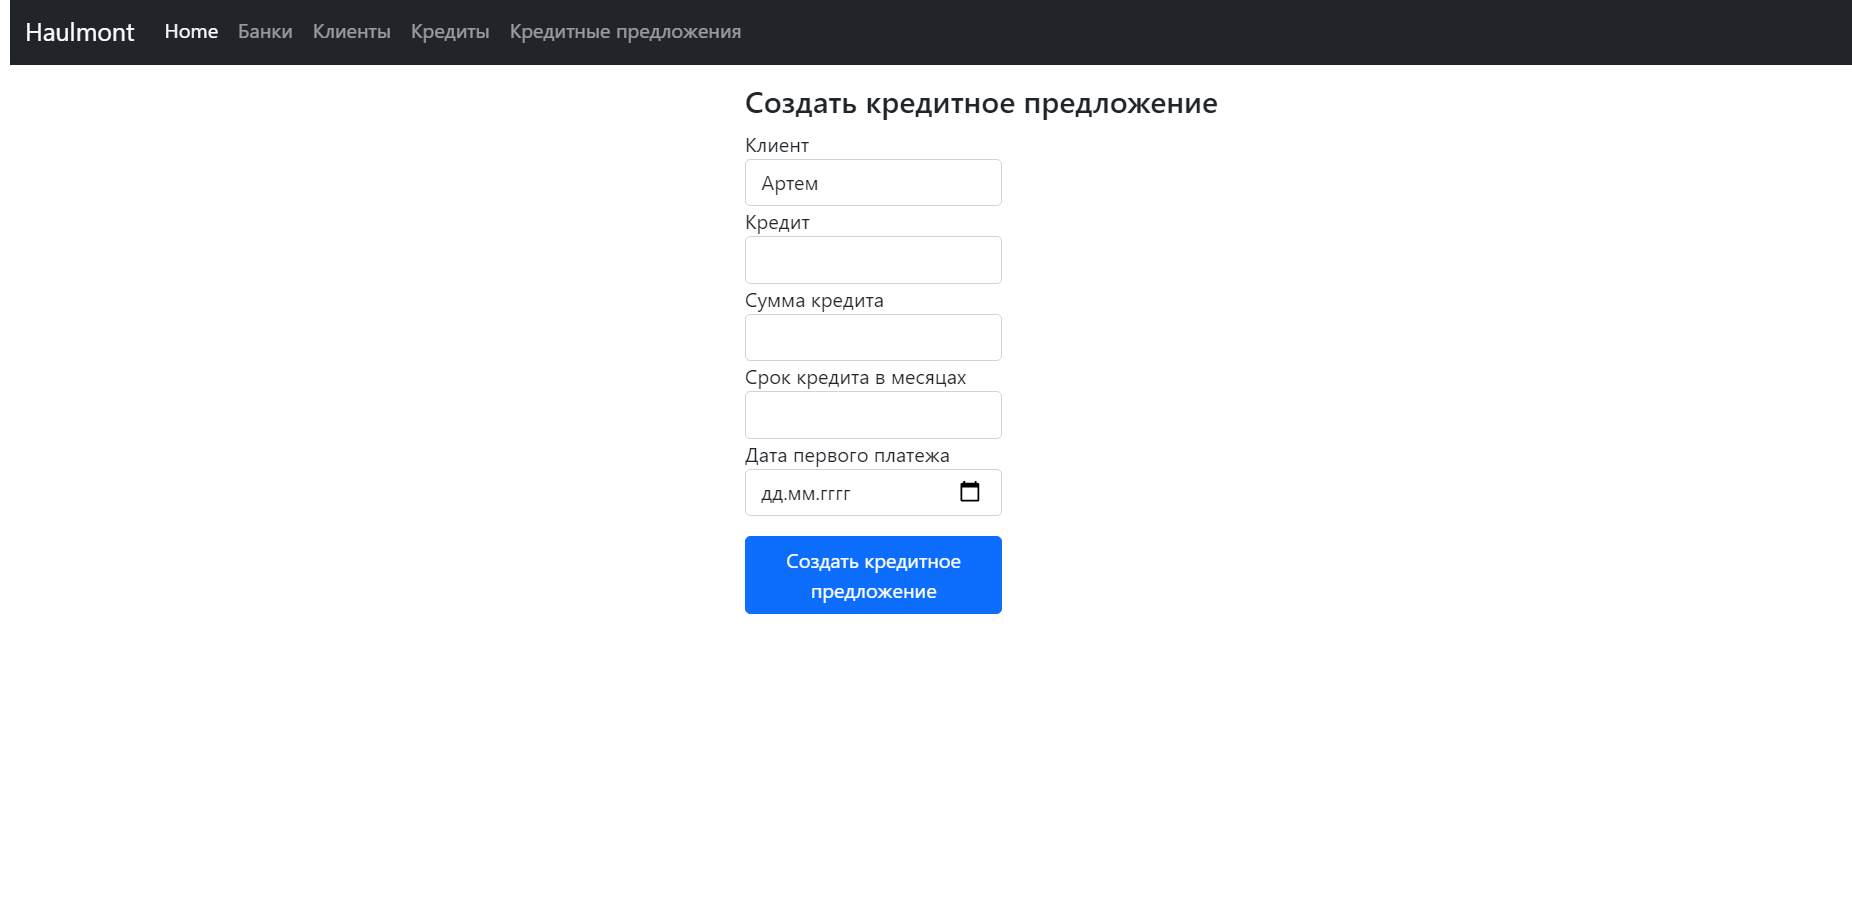 Haulmont Home Банки Клиенты Кредиты Кредитные предложения
Создать кредитное предложение
Клиент
Артем
Кредит
Сумма кредита
Срок кредита в месяцах
Дата первого платежа
дд.мм.гггг
Создать кредитное
предложение